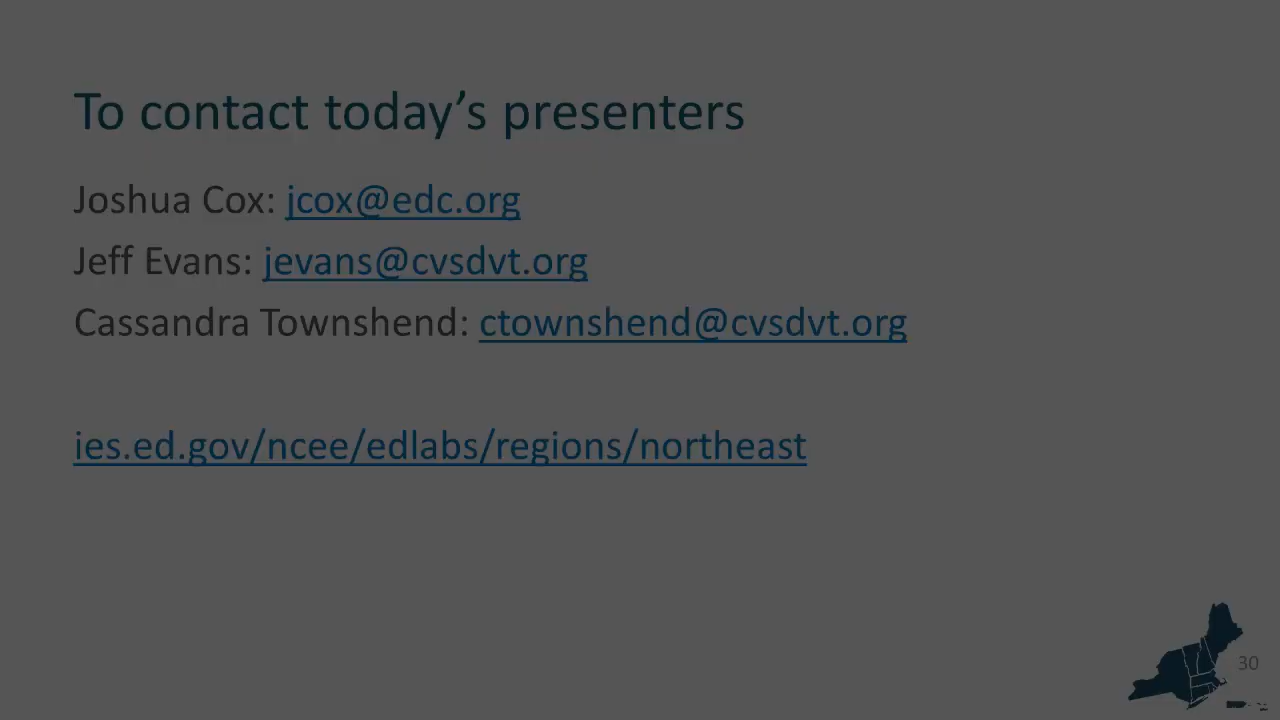 To contact today’s presenters
Joshua Cox: jcox@edc.org
Jeff Evans: jevans@cvsdvt.org
Cassandra Townshend: ctownshend@cvsdvt.org
ies.ed.gov/ncee/edlabs/regions/northeast
30